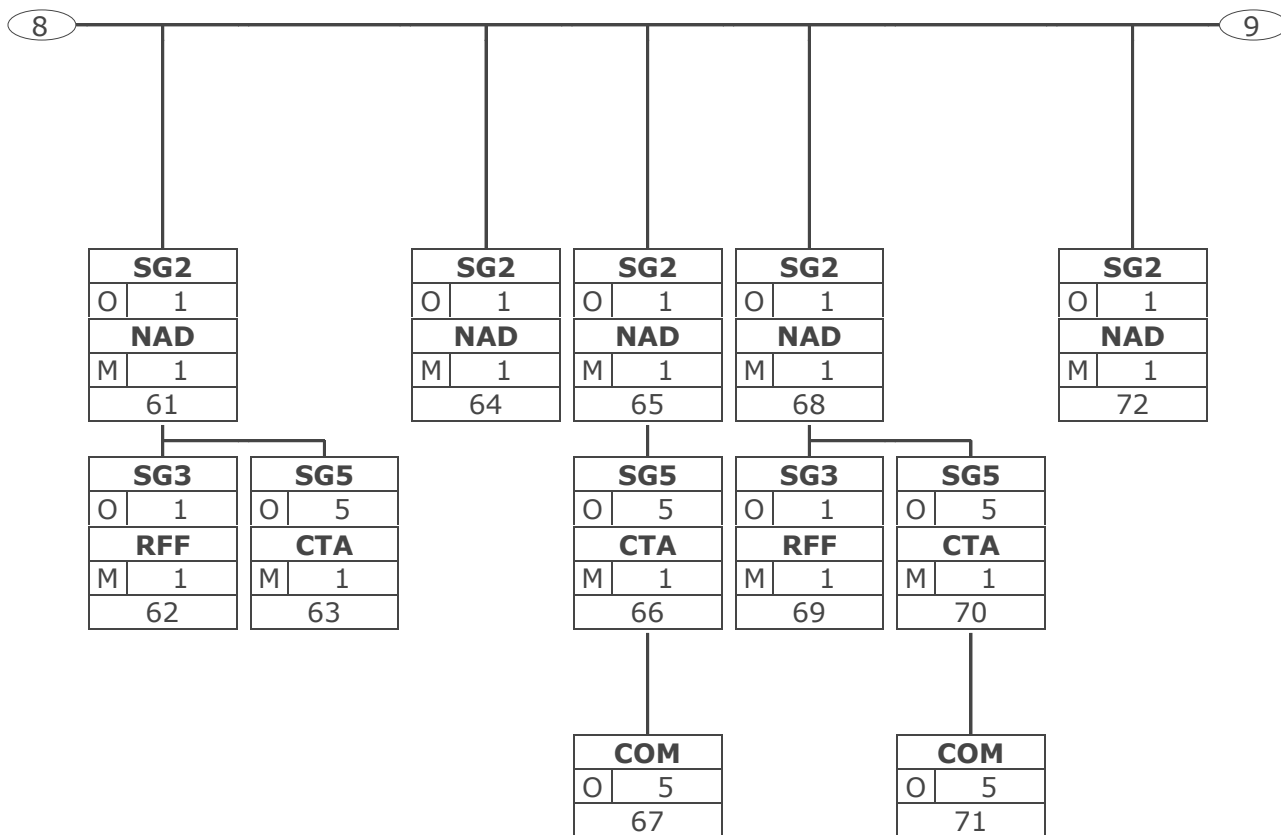 8 9
SG2 SG2 SG2 SG2 SG2
O 1 O 1 O 1 O 1 O 1
NAD NAD NAD NAD NAD
M 1 M 1 M 1 M 1 M 1
61 64 65 68 72
SG3 SG5 SG5 SG3 SG5
O 1 O 5 O 5 O 1 O 5
RFF CTA CTA RFF CTA
M 1 M 1 M 1 M 1 M 1
62 63 66 69 70
COM COM
O 5 O 5
67 71